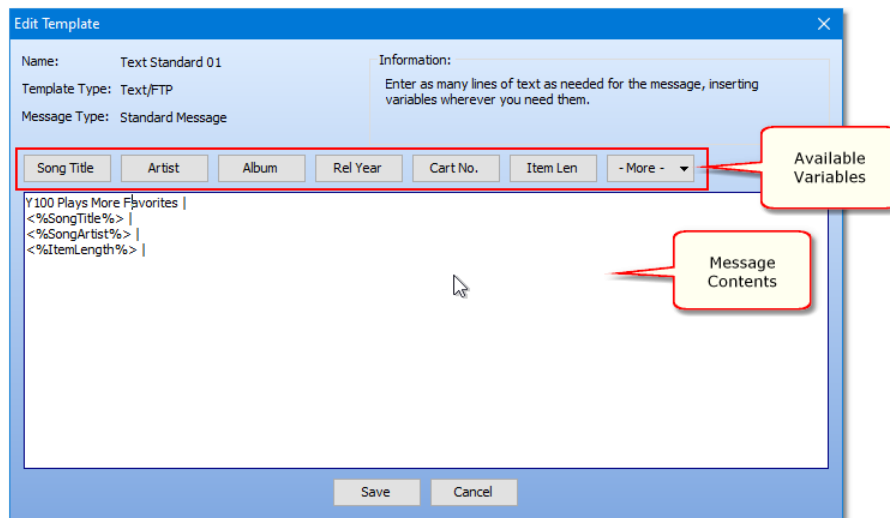 Edit Template
Name: Text Standard 01
Template Type: Text/FTP
Message Type: Standard Message
Information:
Enter as many lines of text as needed for the message, inserting
variables wherever you need them.
Song Title Artist Album Rel Year Cart No. Item Len - More -
Available
Variables
Y100 Plays More Favorites |
<%SongTitle%> |
<%SongArtist%> |
<%ItemLength%> |
Message
Contents
Save Cancel